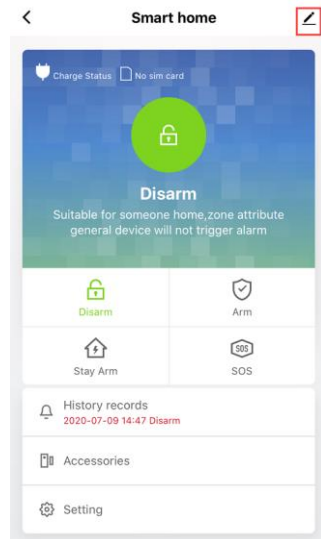 Smart home
Charge Status No sim card
Disarm
Suitable for someone home,zone attribute
general device will not trigger alarm
Disarm
Arm
Stay Arm
SOS
SOS
History records
2020-07-09 14:47 Disarm
Accessories
Setting